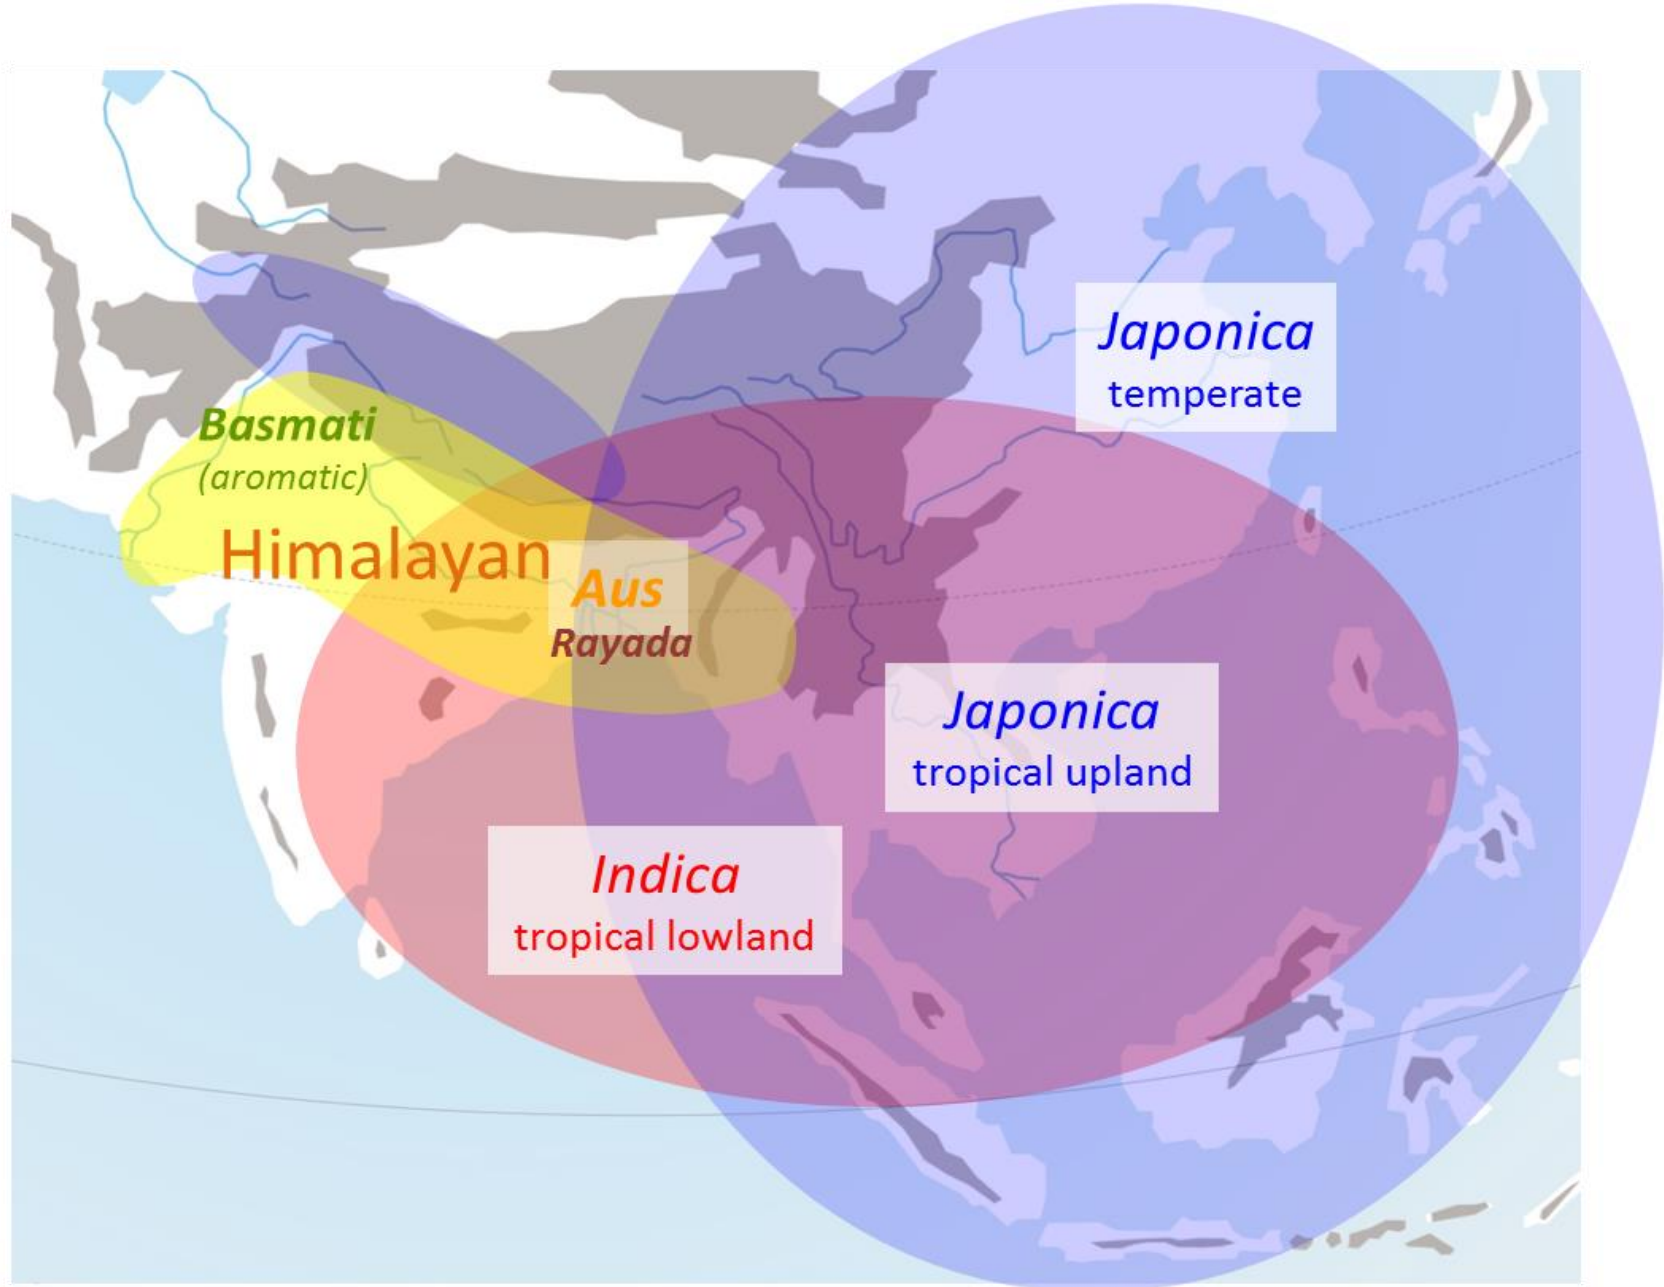 Japonica
temperate
Basmati
(aromatic)
Himalayan
Aus
Rayada
Japonica
tropical upland
Indica
tropical lowland